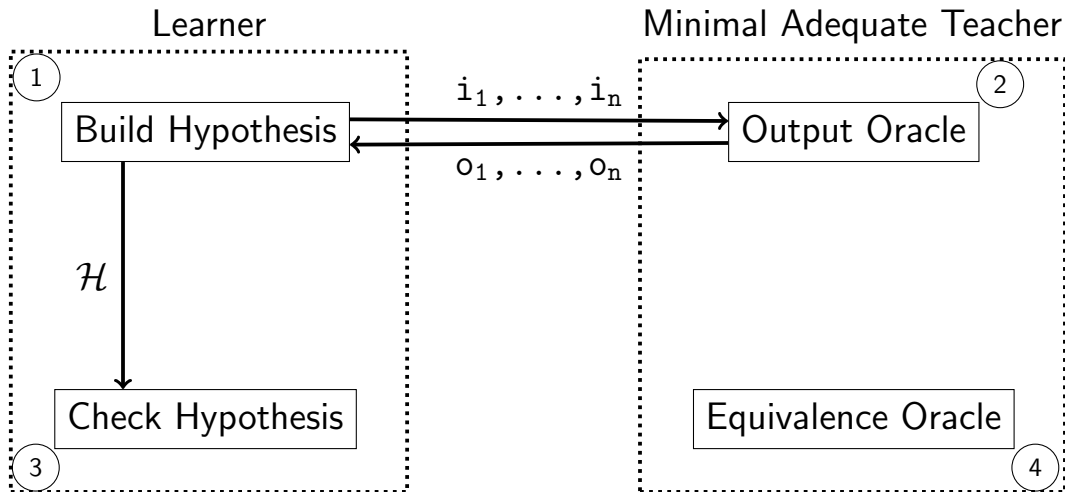 Learner
Minimal Adequate Teacher
1
2
i₁,...,iₙ
Build Hypothesis
Output Oracle
o₁,...,oₙ
ℋ
Check Hypothesis
Equivalence Oracle
3
4